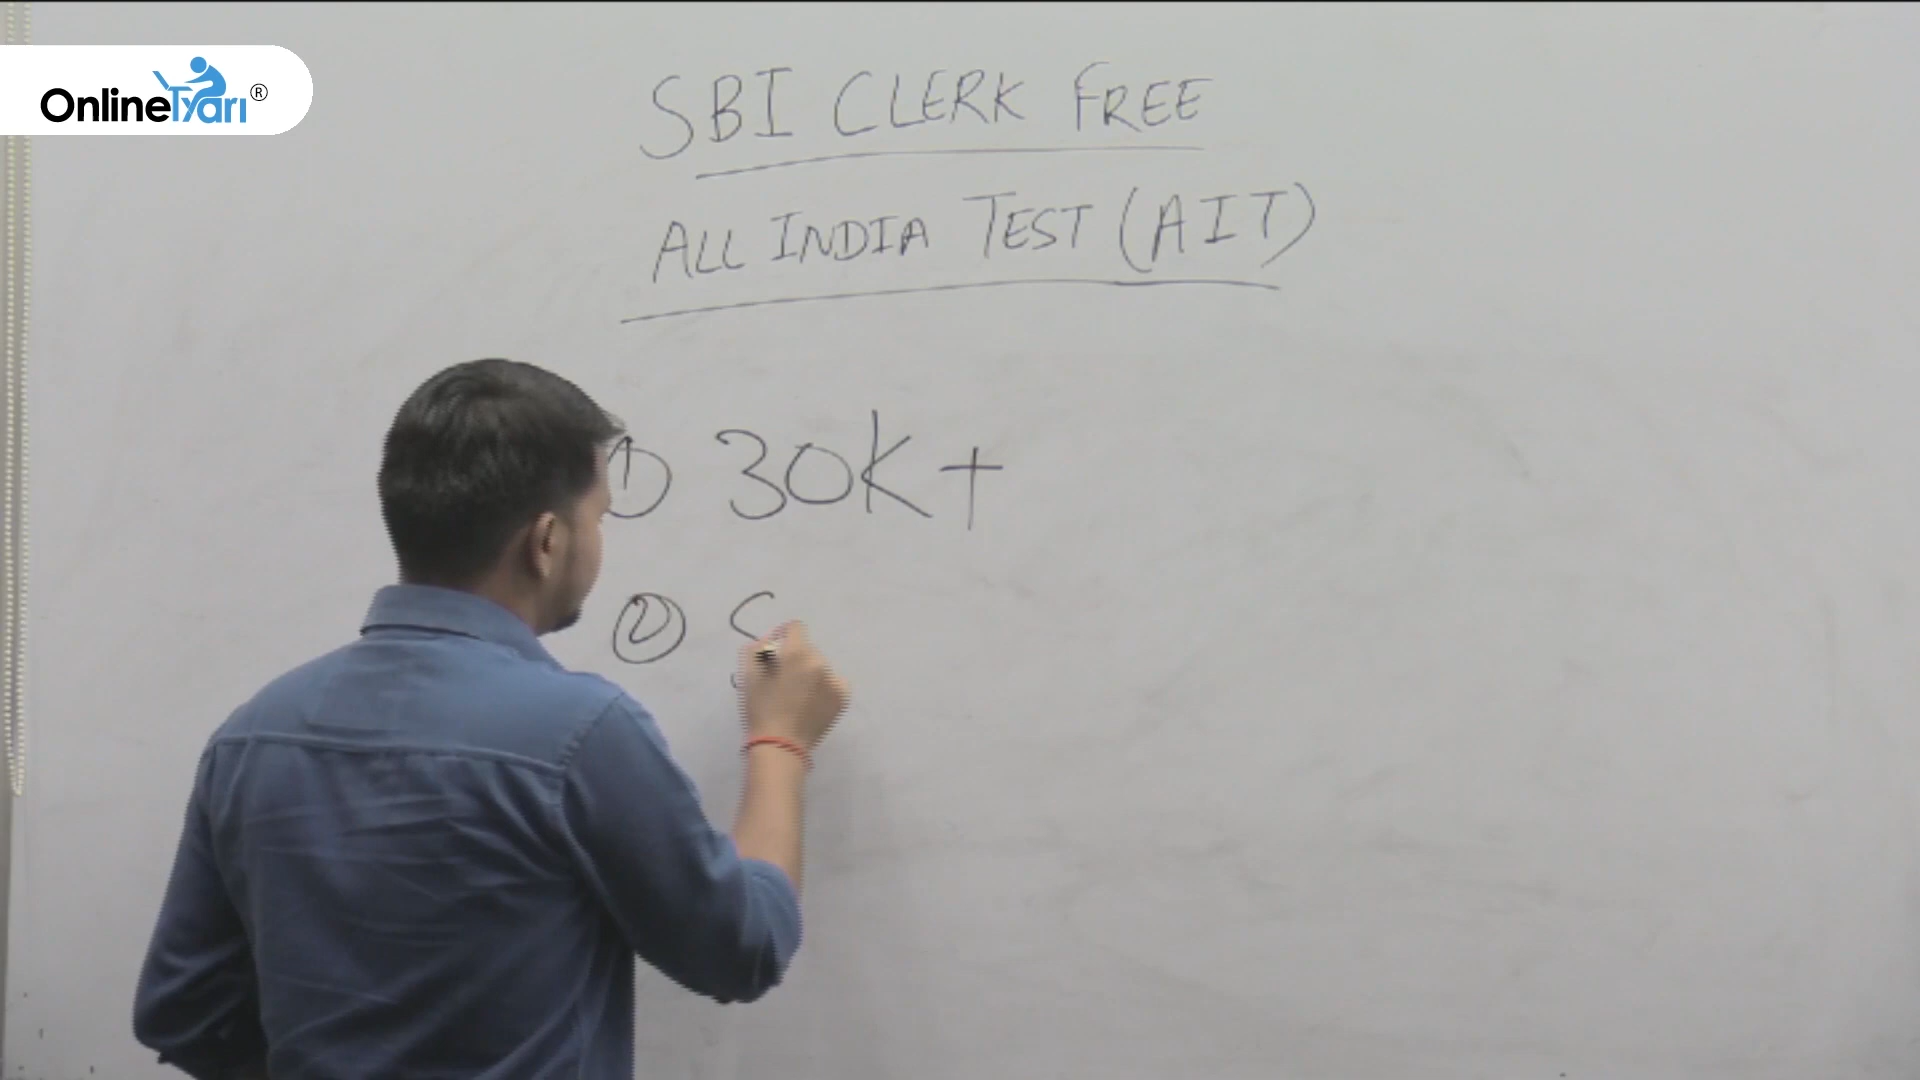 OnlineTyari®
SBI CLERK FREE
ALL INDIA TEST (AIT)
① 30K+
② S